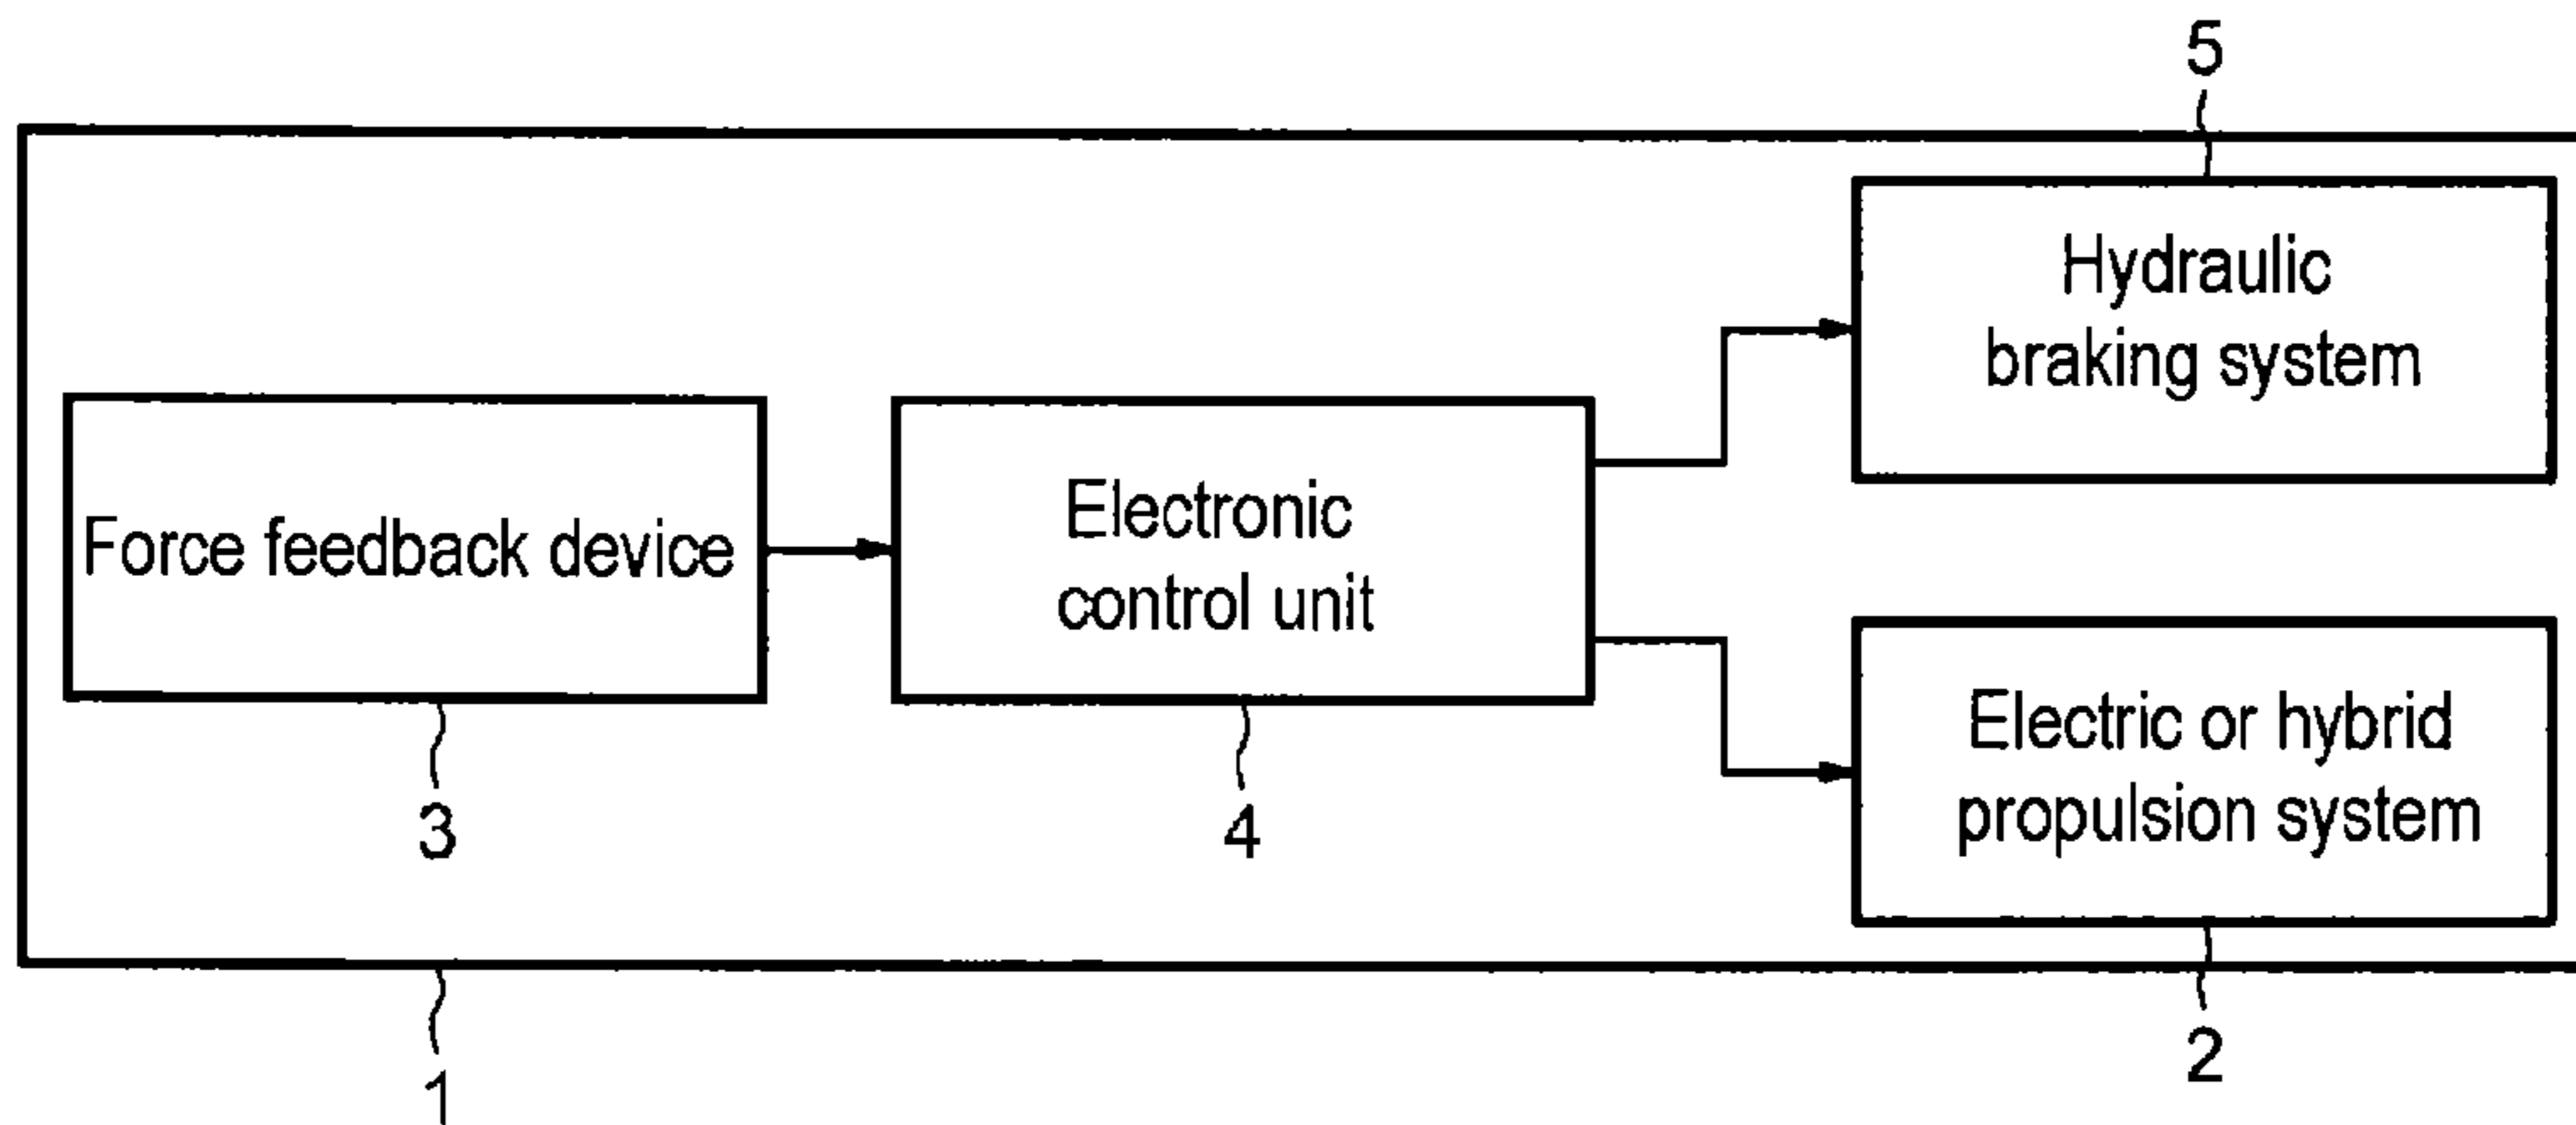 5
Hydraulic
braking system
Force feedback device
Electronic
control unit
Electric or hybrid
propulsion system
3
4
2
1